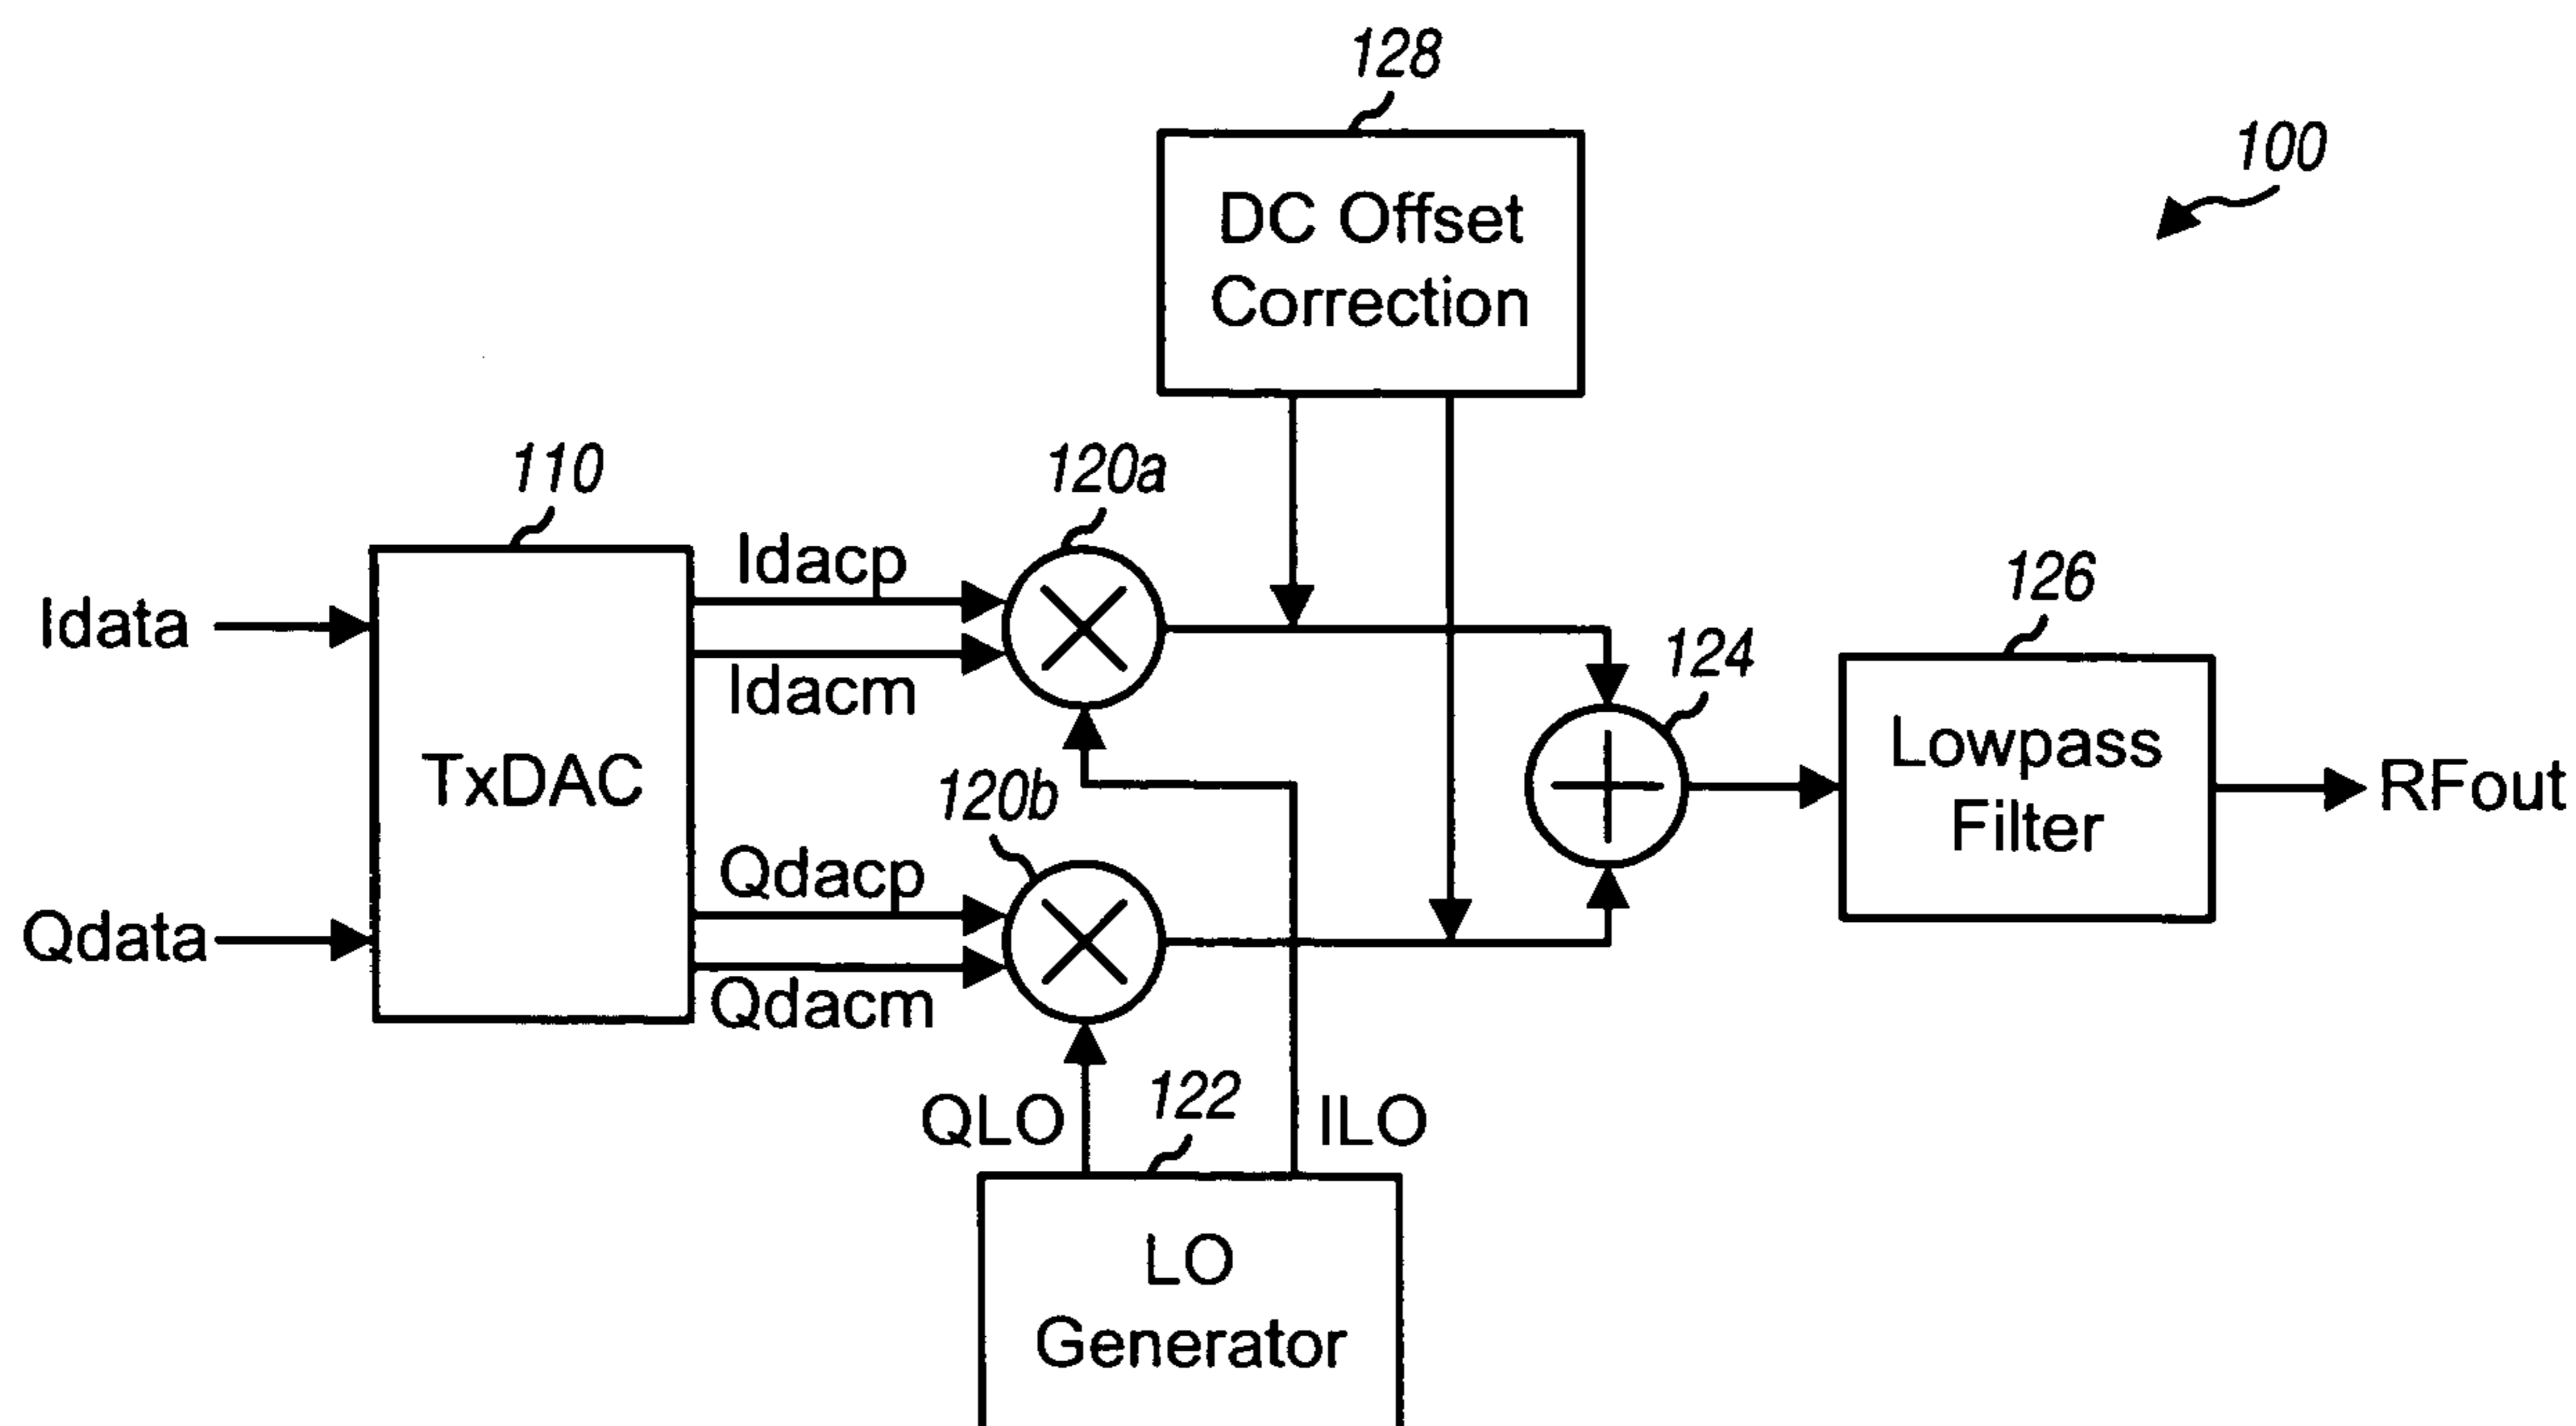 128
DC Offset
Correction
100
110
120a
Idacp
Idata
Idacm
126
124
TxDAC
Lowpass
Filter
RFout
120b
Qdacp
Qdata
Qdacm
QLO
122
ILO
LO
Generator